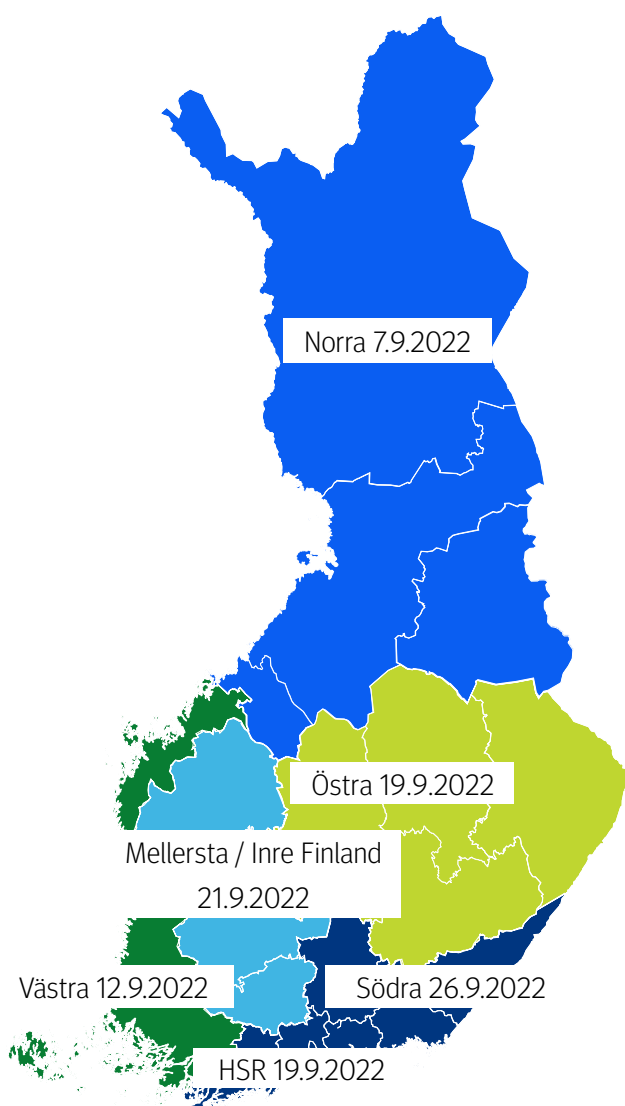 Norra 7.9.2022
Östra 19.9.2022
Mellersta / Inre Finland
21.9.2022
Västra 12.9.2022
Södra 26.9.2022
HSR 19.9.2022